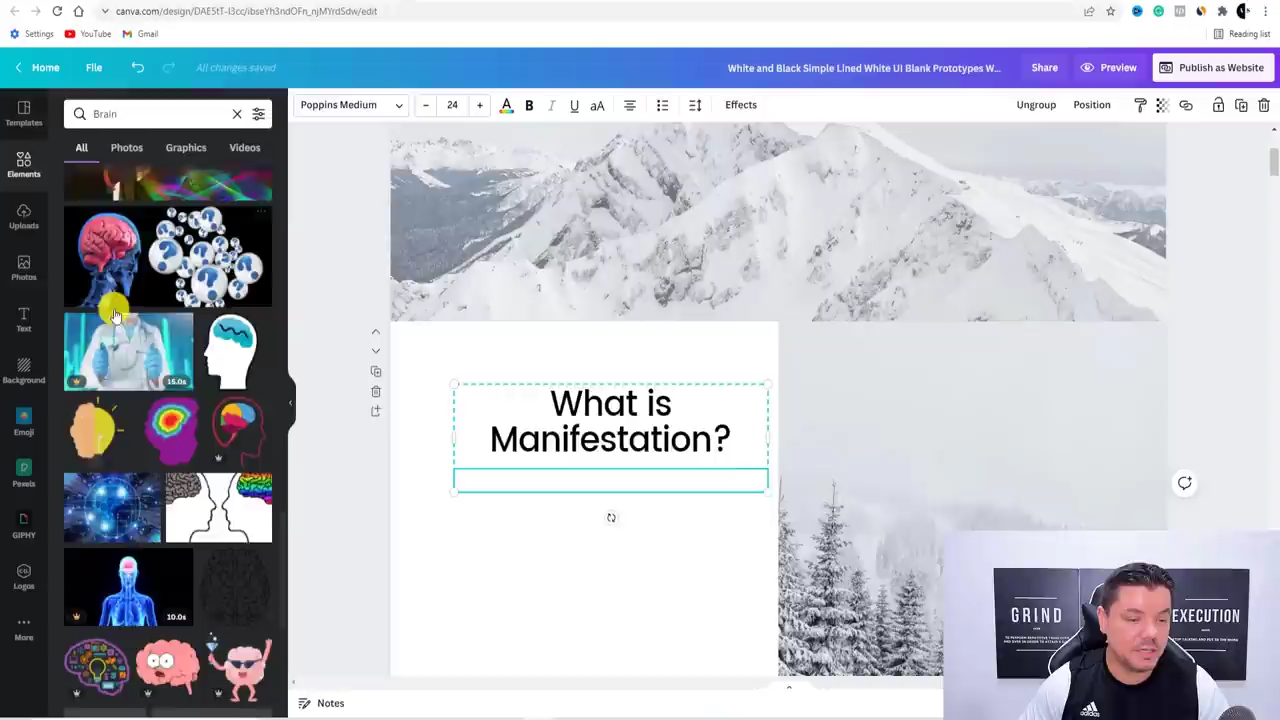 canva.com/design/DAE5tT-I3cc/ibseYh3ndOFn_njMYrdSdw/edit
Settings YouTube Gmail Reading list
Home File All changes saved White and Black Simple Lined White UI Blank Prototypes W... Share Preview Publish as Website
Templates
Elements
Uploads
Photos
Text
Background
Emoji
Pexels
GIPHY
Logos
More
Brain
All Photos Graphics Videos
15.0s
10.0s
Poppins Medium 24 A B I U aA Effects Ungroup Position
What is
Manifestation?
Notes
GRIND
EXECUTION
adidas